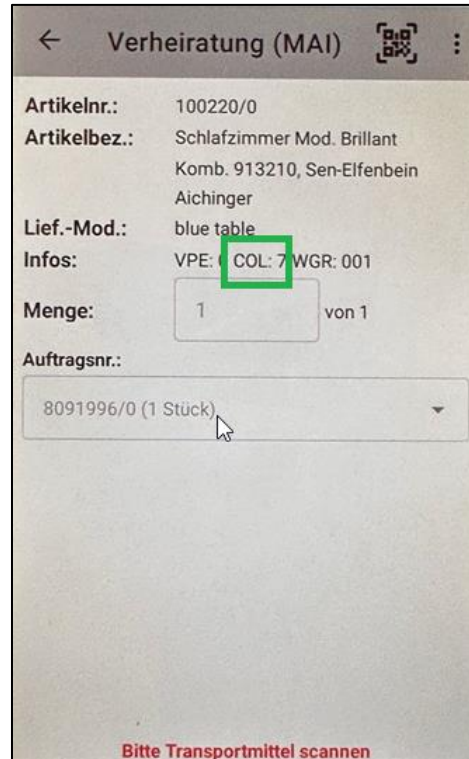 Verheiratung (MAI)
Artikelnr.: 100220/0
Artikelbez.: Schlafzimmer Mod. Brillant
Komb. 913210, Sen-Elfenbein
Aichinger
Lief.-Mod.: blue table
Infos: VPE: COL: 7 WGR: 001
Menge: 1 von 1
Auftragsnr.:
8091996/0 (1 Stück)
Bitte Transportmittel scannen